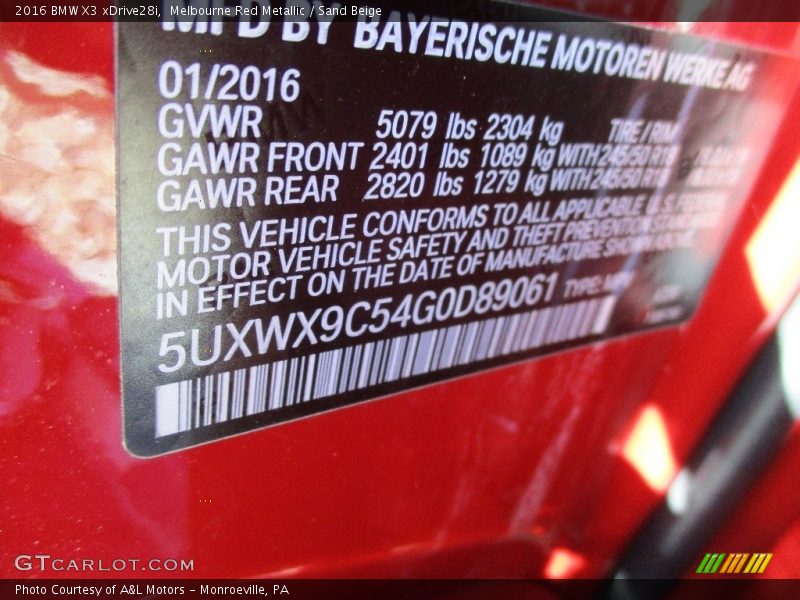 2016 BMW X3 xDrive28i, Melbourne Red Metallic / Sand Beige
MFD BY BAYERISCHE MOTOREN WERKE AG
01/2016
GVWR 5079 lbs 2304 kg TIRE / RIM
GAWR FRONT 2401 lbs 1089 kg WITH 245/50 R18
GAWR REAR 2820 lbs 1279 kg WITH 245/50 R18
THIS VEHICLE CONFORMS TO ALL APPLICABLE U.S. FEDERAL
MOTOR VEHICLE SAFETY AND THEFT PREVENTION
IN EFFECT ON THE DATE OF MANUFACTURE SHOWN ABOVE
5UXWX9C54G0D89061 TYPE: MPV
GTCARLOT.COM
Photo Courtesy of A&L Motors – Monroeville, PA